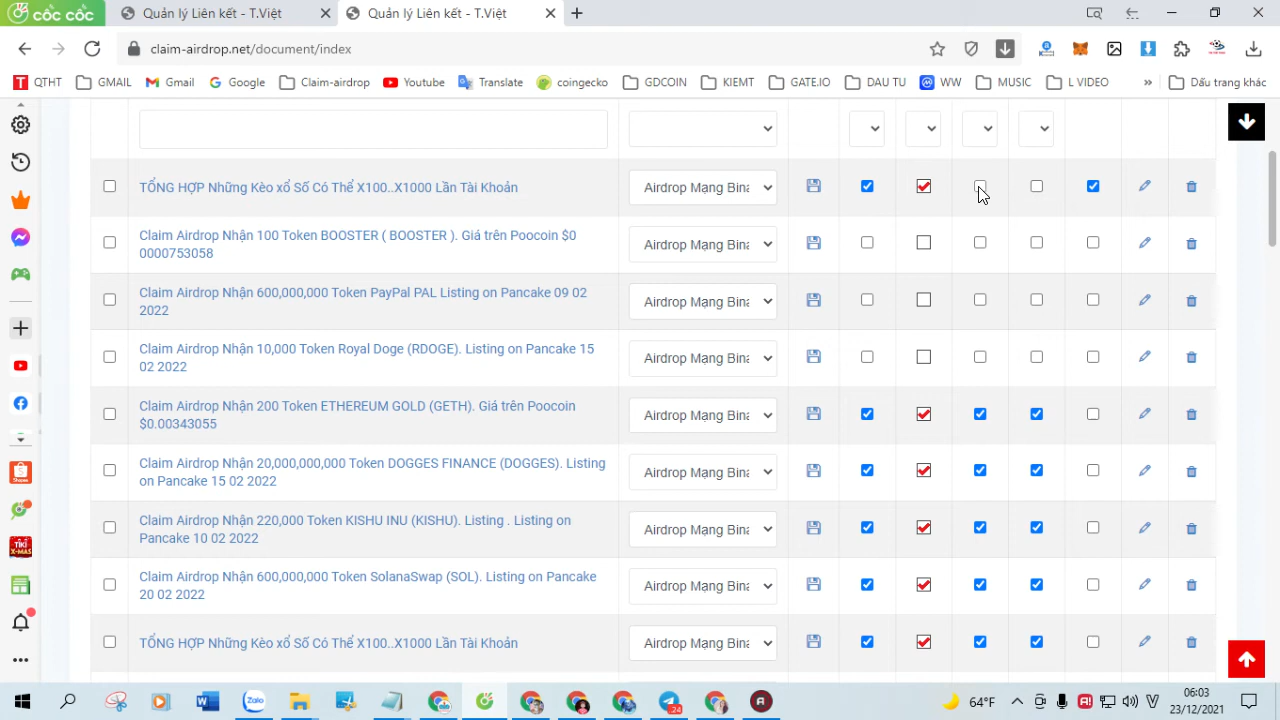 cốc cốc
Quản lý liên kết - T.Việt
Quản lý liên kết - T.Việt
claim-airdrop.net/document/index
QTHT
GMAIL
Gmail
Google
Claim-airdrop
Youtube
Translate
coingecko
GDCOIN
KIEMT
GATE.IO
DAU TU
WW
MUSIC
L VIDEO
»
Dấu trang khác
TỔNG HỢP Những Kèo xổ Số Có Thể X100..X1000 Lần Tài Khoản
Airdrop Mạng Bina
Claim Airdrop Nhận 100 Token BOOSTER ( BOOSTER ). Giá trên Poocoin $0
0000753058
Airdrop Mạng Bina
Claim Airdrop Nhận 600,000,000 Token PayPal PAL Listing on Pancake 09 02
2022
Airdrop Mạng Bina
Claim Airdrop Nhận 10,000 Token Royal Doge (RDOGE). Listing on Pancake 15
02 2022
Airdrop Mạng Bina
Claim Airdrop Nhận 200 Token ETHEREUM GOLD (GETH). Giá trên Poocoin
$0.00343055
Airdrop Mạng Bina
Claim Airdrop Nhận 20,000,000,000 Token DOGGES FINANCE (DOGGES). Listing
on Pancake 15 02 2022
Airdrop Mạng Bina
Claim Airdrop Nhận 220,000 Token KISHU INU (KISHU). Listing . Listing on
Pancake 10 02 2022
Airdrop Mạng Bina
Claim Airdrop Nhận 600,000,000 Token SolanaSwap (SOL). Listing on Pancake
20 02 2022
Airdrop Mạng Bina
TỔNG HỢP Những Kèo xổ Số Có Thể X100..X1000 Lần Tài Khoản
Airdrop Mạng Bina
Shopee
TIKI
X-MAS
Zalo
24
64°F
06:03
23/12/2021